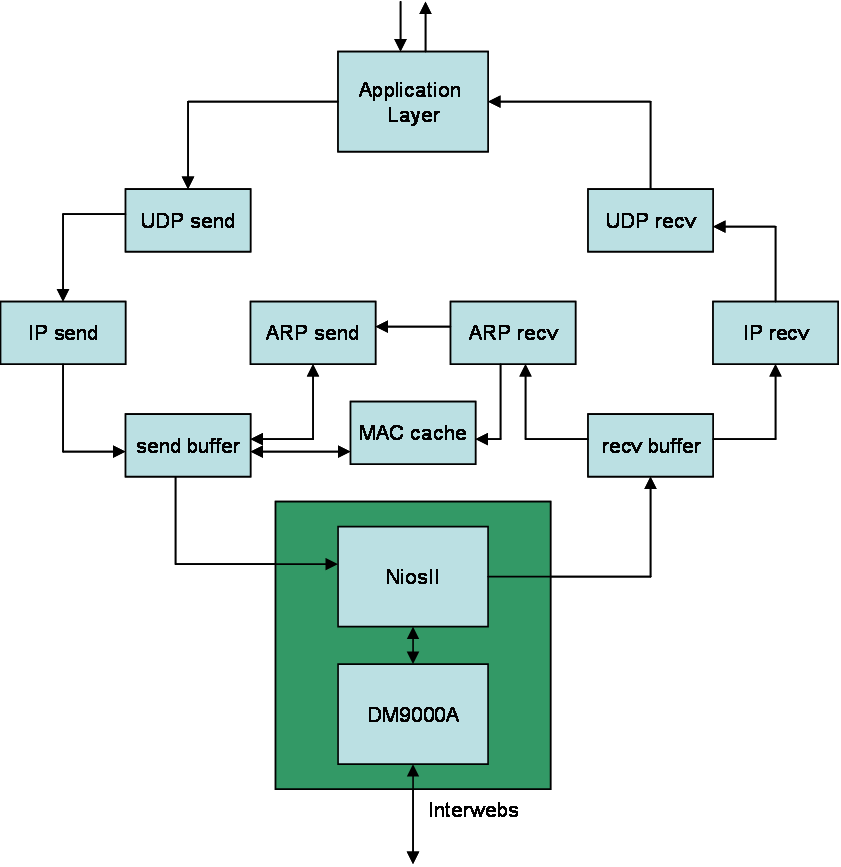 Application
Layer
UDP send
UDP recv
IP send
ARP send
ARP recv
IP recv
send buffer
MAC cache
recv buffer
NiosII
DM9000A
Interwebs